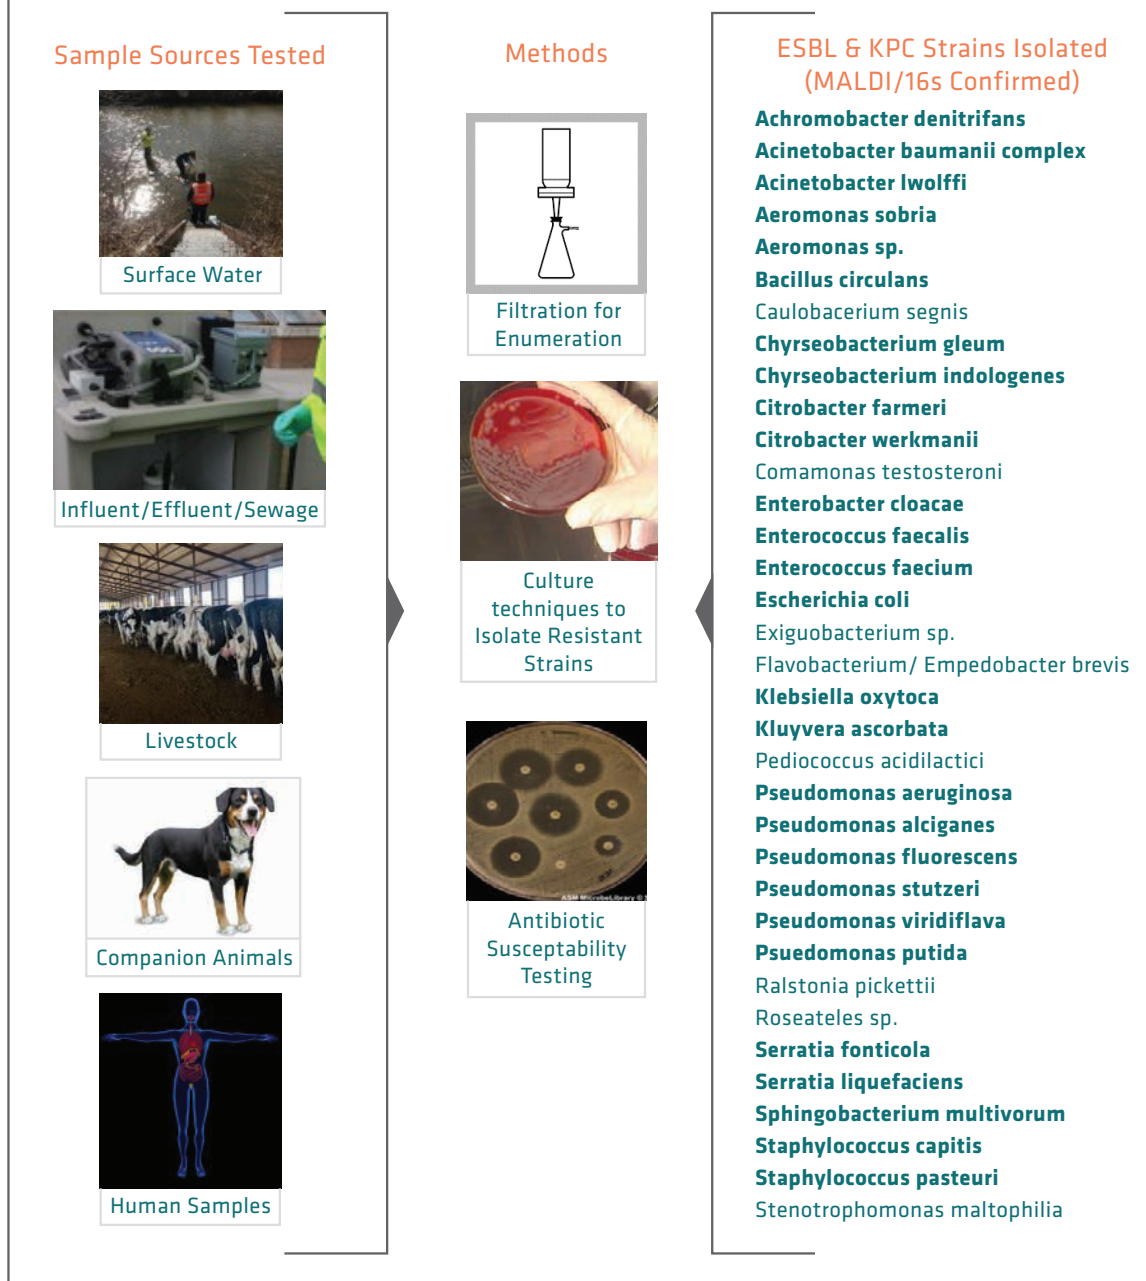 Sample Sources Tested
Surface Water
Influent/Effluent/Sewage
Livestock
Companion Animals
Human Samples
Methods
Filtration for
Enumeration
Culture
techniques to
Isolate Resistant
Strains
ASM MicrobeLibrary ©
Antibiotic
Susceptability
Testing
ESBL & KPC Strains Isolated
(MALDI/16s Confirmed)
Achromobacter denitrifans
Acinetobacter baumanii complex
Acinetobacter lwolffi
Aeromonas sobria
Aeromonas sp.
Bacillus circulans
Caulobacerium segnis
Chyrseobacterium gleum
Chyrseobacterium indologenes
Citrobacter farmeri
Citrobacter werkmanii
Comamonas testosteroni
Enterobacter cloacae
Enterococcus faecalis
Enterococcus faecium
Escherichia coli
Exiguobacterium sp.
Flavobacterium/ Empedobacter brevis
Klebsiella oxytoca
Kluyvera ascorbata
Pediococcus acidilactici
Pseudomonas aeruginosa
Pseudomonas alciganes
Pseudomonas fluorescens
Pseudomonas stutzeri
Pseudomonas viridiflava
Psuedomonas putida
Ralstonia pickettii
Roseateles sp.
Serratia fonticola
Serratia liquefaciens
Sphingobacterium multivorum
Staphylococcus capitis
Staphylococcus pasteuri
Stenotrophomonas maltophilia